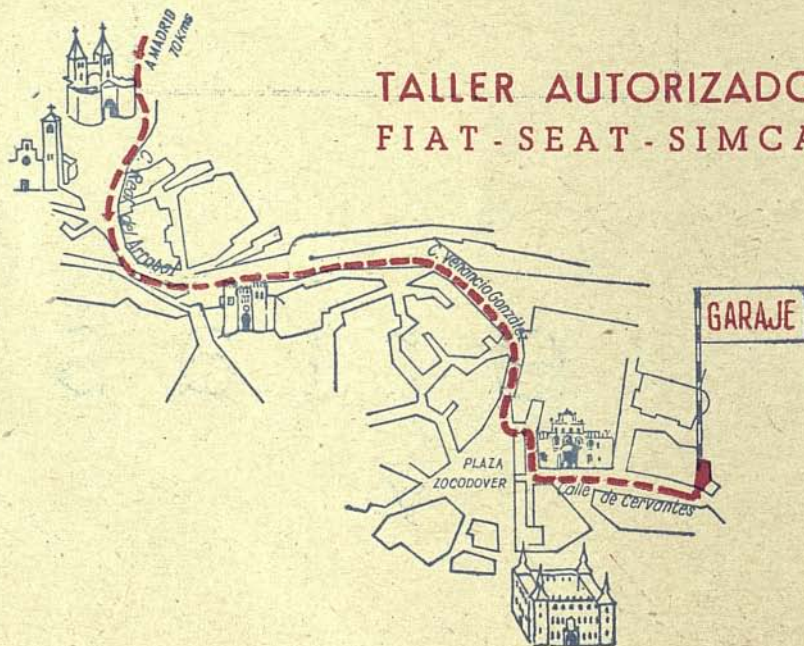 A MADRID
70 Kms
TALLER AUTORIZADO
FIAT - SEAT - SIMCA
C. Real del Arrabal
C. Venancio González
GARAJE
PLAZA
ZOCODOVER
Calle de Cervantes